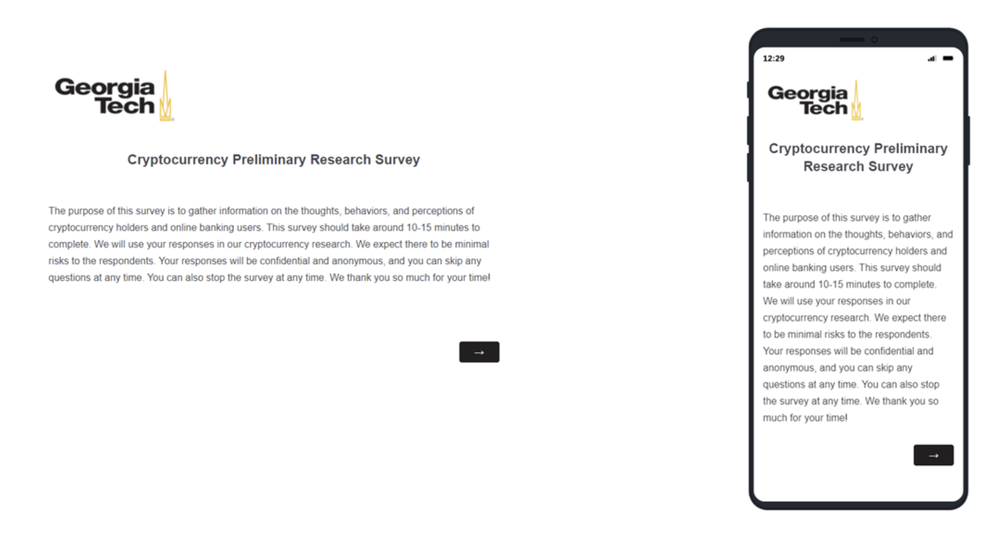 Georgia
Tech
Cryptocurrency Preliminary Research Survey
The purpose of this survey is to gather information on the thoughts, behaviors, and perceptions of
cryptocurrency holders and online banking users. This survey should take around 10-15 minutes to
complete. We will use your responses in our cryptocurrency research. We expect there to be minimal
risks to the respondents. Your responses will be confidential and anonymous, and you can skip any
questions at any time. You can also stop the survey at any time. We thank you so much for your time!
→
12:29
Georgia
Tech
Cryptocurrency Preliminary
Research Survey
The purpose of this survey is to gather
information on the thoughts, behaviors, and
perceptions of cryptocurrency holders and
online banking users. This survey should
take around 10-15 minutes to complete.
We will use your responses in our
cryptocurrency research. We expect there
to be minimal risks to the respondents.
Your responses will be confidential and
anonymous, and you can skip any
questions at any time. You can also stop
the survey at any time. We thank you so
much for your time!
→